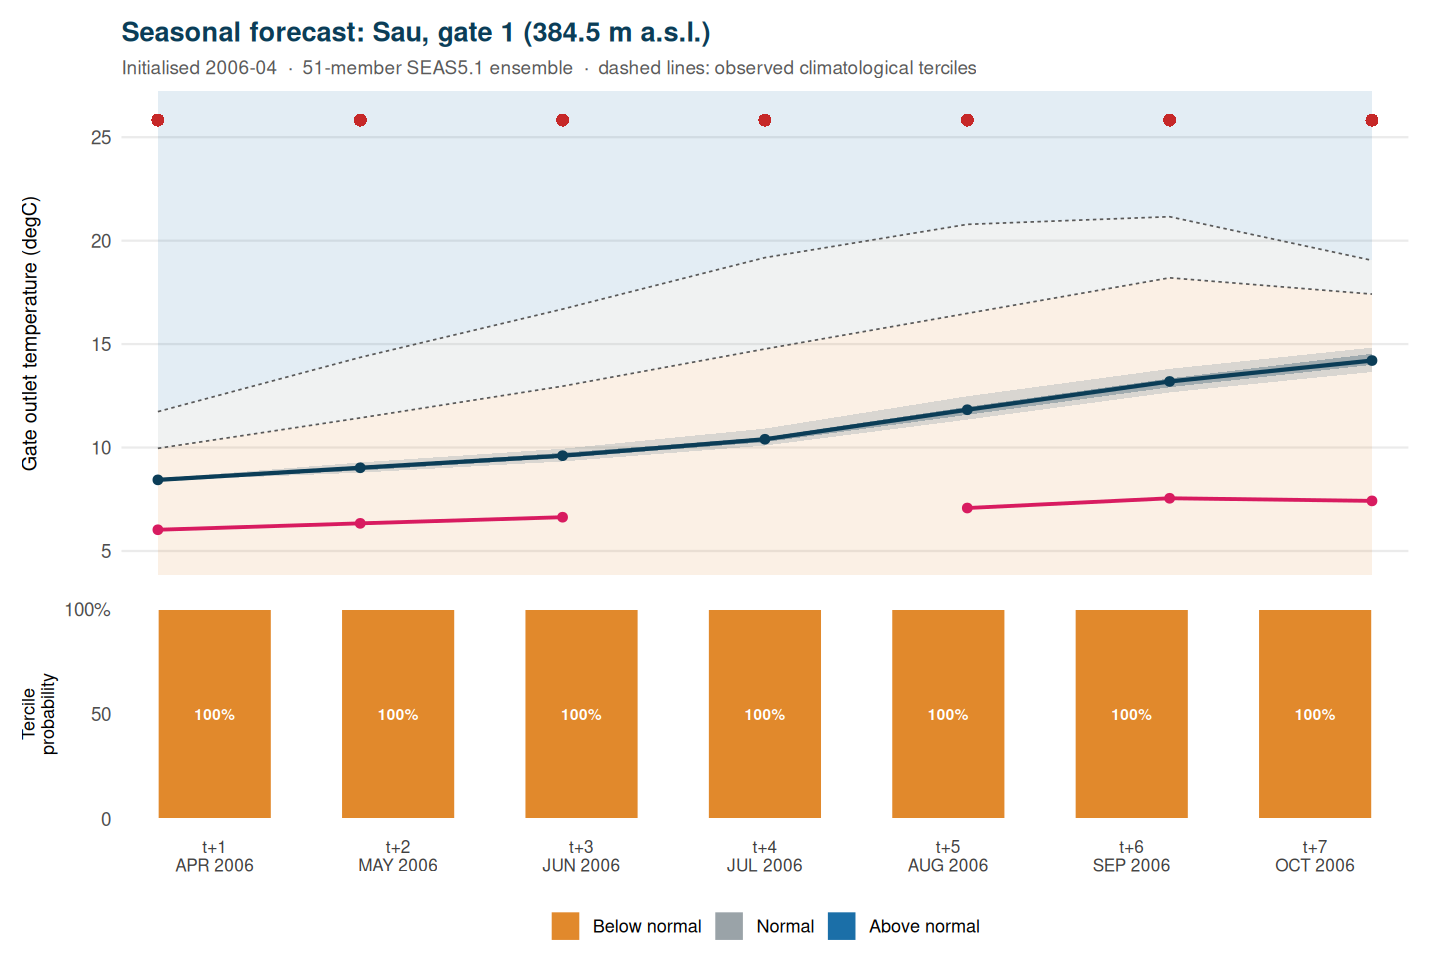 Seasonal forecast: Sau, gate 1 (384.5 m a.s.l.)
Initialised 2006-04 · 51-member SEAS5.1 ensemble · dashed lines: observed climatological terciles
Gate outlet temperature (degC)
25
20
15
10
5
Tercile
probability
100%
50
0
100% 100% 100% 100% 100% 100% 100%
t+1 t+2 t+3 t+4 t+5 t+6 t+7
APR 2006 MAY 2006 JUN 2006 JUL 2006 AUG 2006 SEP 2006 OCT 2006
Below normal Normal Above normal